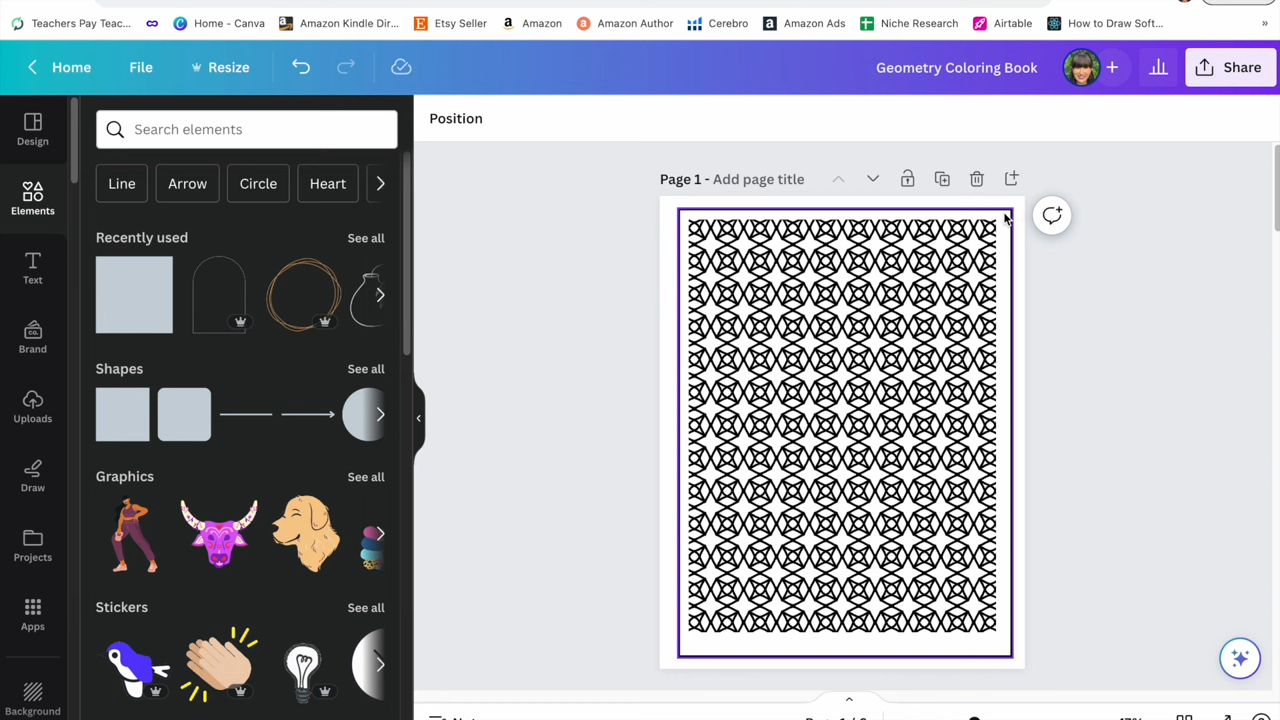 Teachers Pay Teac...
Home - Canva
Amazon Kindle Dir...
Etsy Seller
Amazon
Amazon Author
Cerebro
Amazon Ads
Niche Research
Airtable
How to Draw Soft...
»
Home
File
Resize
Geometry Coloring Book
Share
Design
Elements
Text
Brand
Uploads
Draw
Projects
Apps
Background
Search elements
Line
Arrow
Circle
Heart
Recently used
See all
Shapes
See all
Graphics
See all
Stickers
See all
Position
Page 1 - Add page title